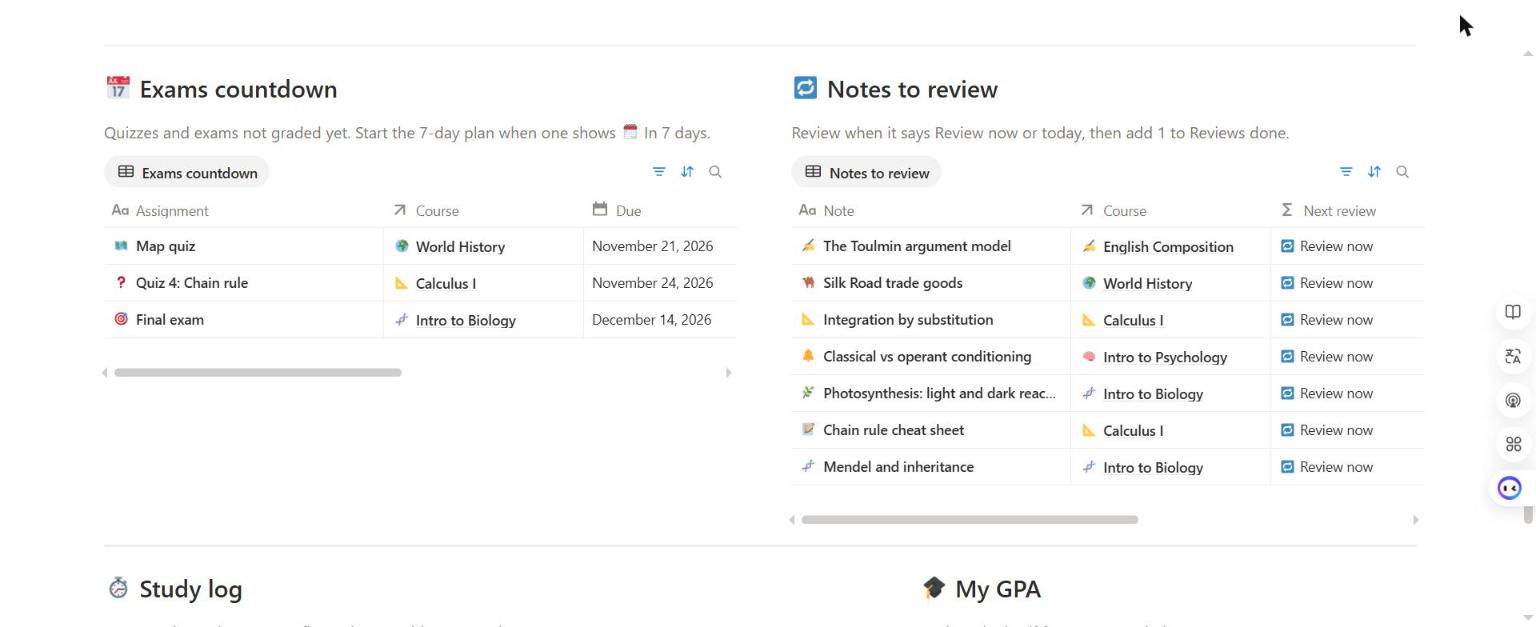 Exams countdown
Quizzes and exams not graded yet. Start the 7-day plan when one shows 🗓️ In 7 days.
Exams countdown
Aa Assignment Course Due
Map quiz World History November 21, 2026
Quiz 4: Chain rule Calculus I November 24, 2026
Final exam Intro to Biology December 14, 2026
Notes to review
Review when it says Review now or today, then add 1 to Reviews done.
Notes to review
Aa Note Course Σ Next review
The Toulmin argument model English Composition Review now
Silk Road trade goods World History Review now
Integration by substitution Calculus I Review now
Classical vs operant conditioning Intro to Psychology Review now
Photosynthesis: light and dark reac... Intro to Biology Review now
Chain rule cheat sheet Calculus I Review now
Mendel and inheritance Intro to Biology Review now
Study log
My GPA